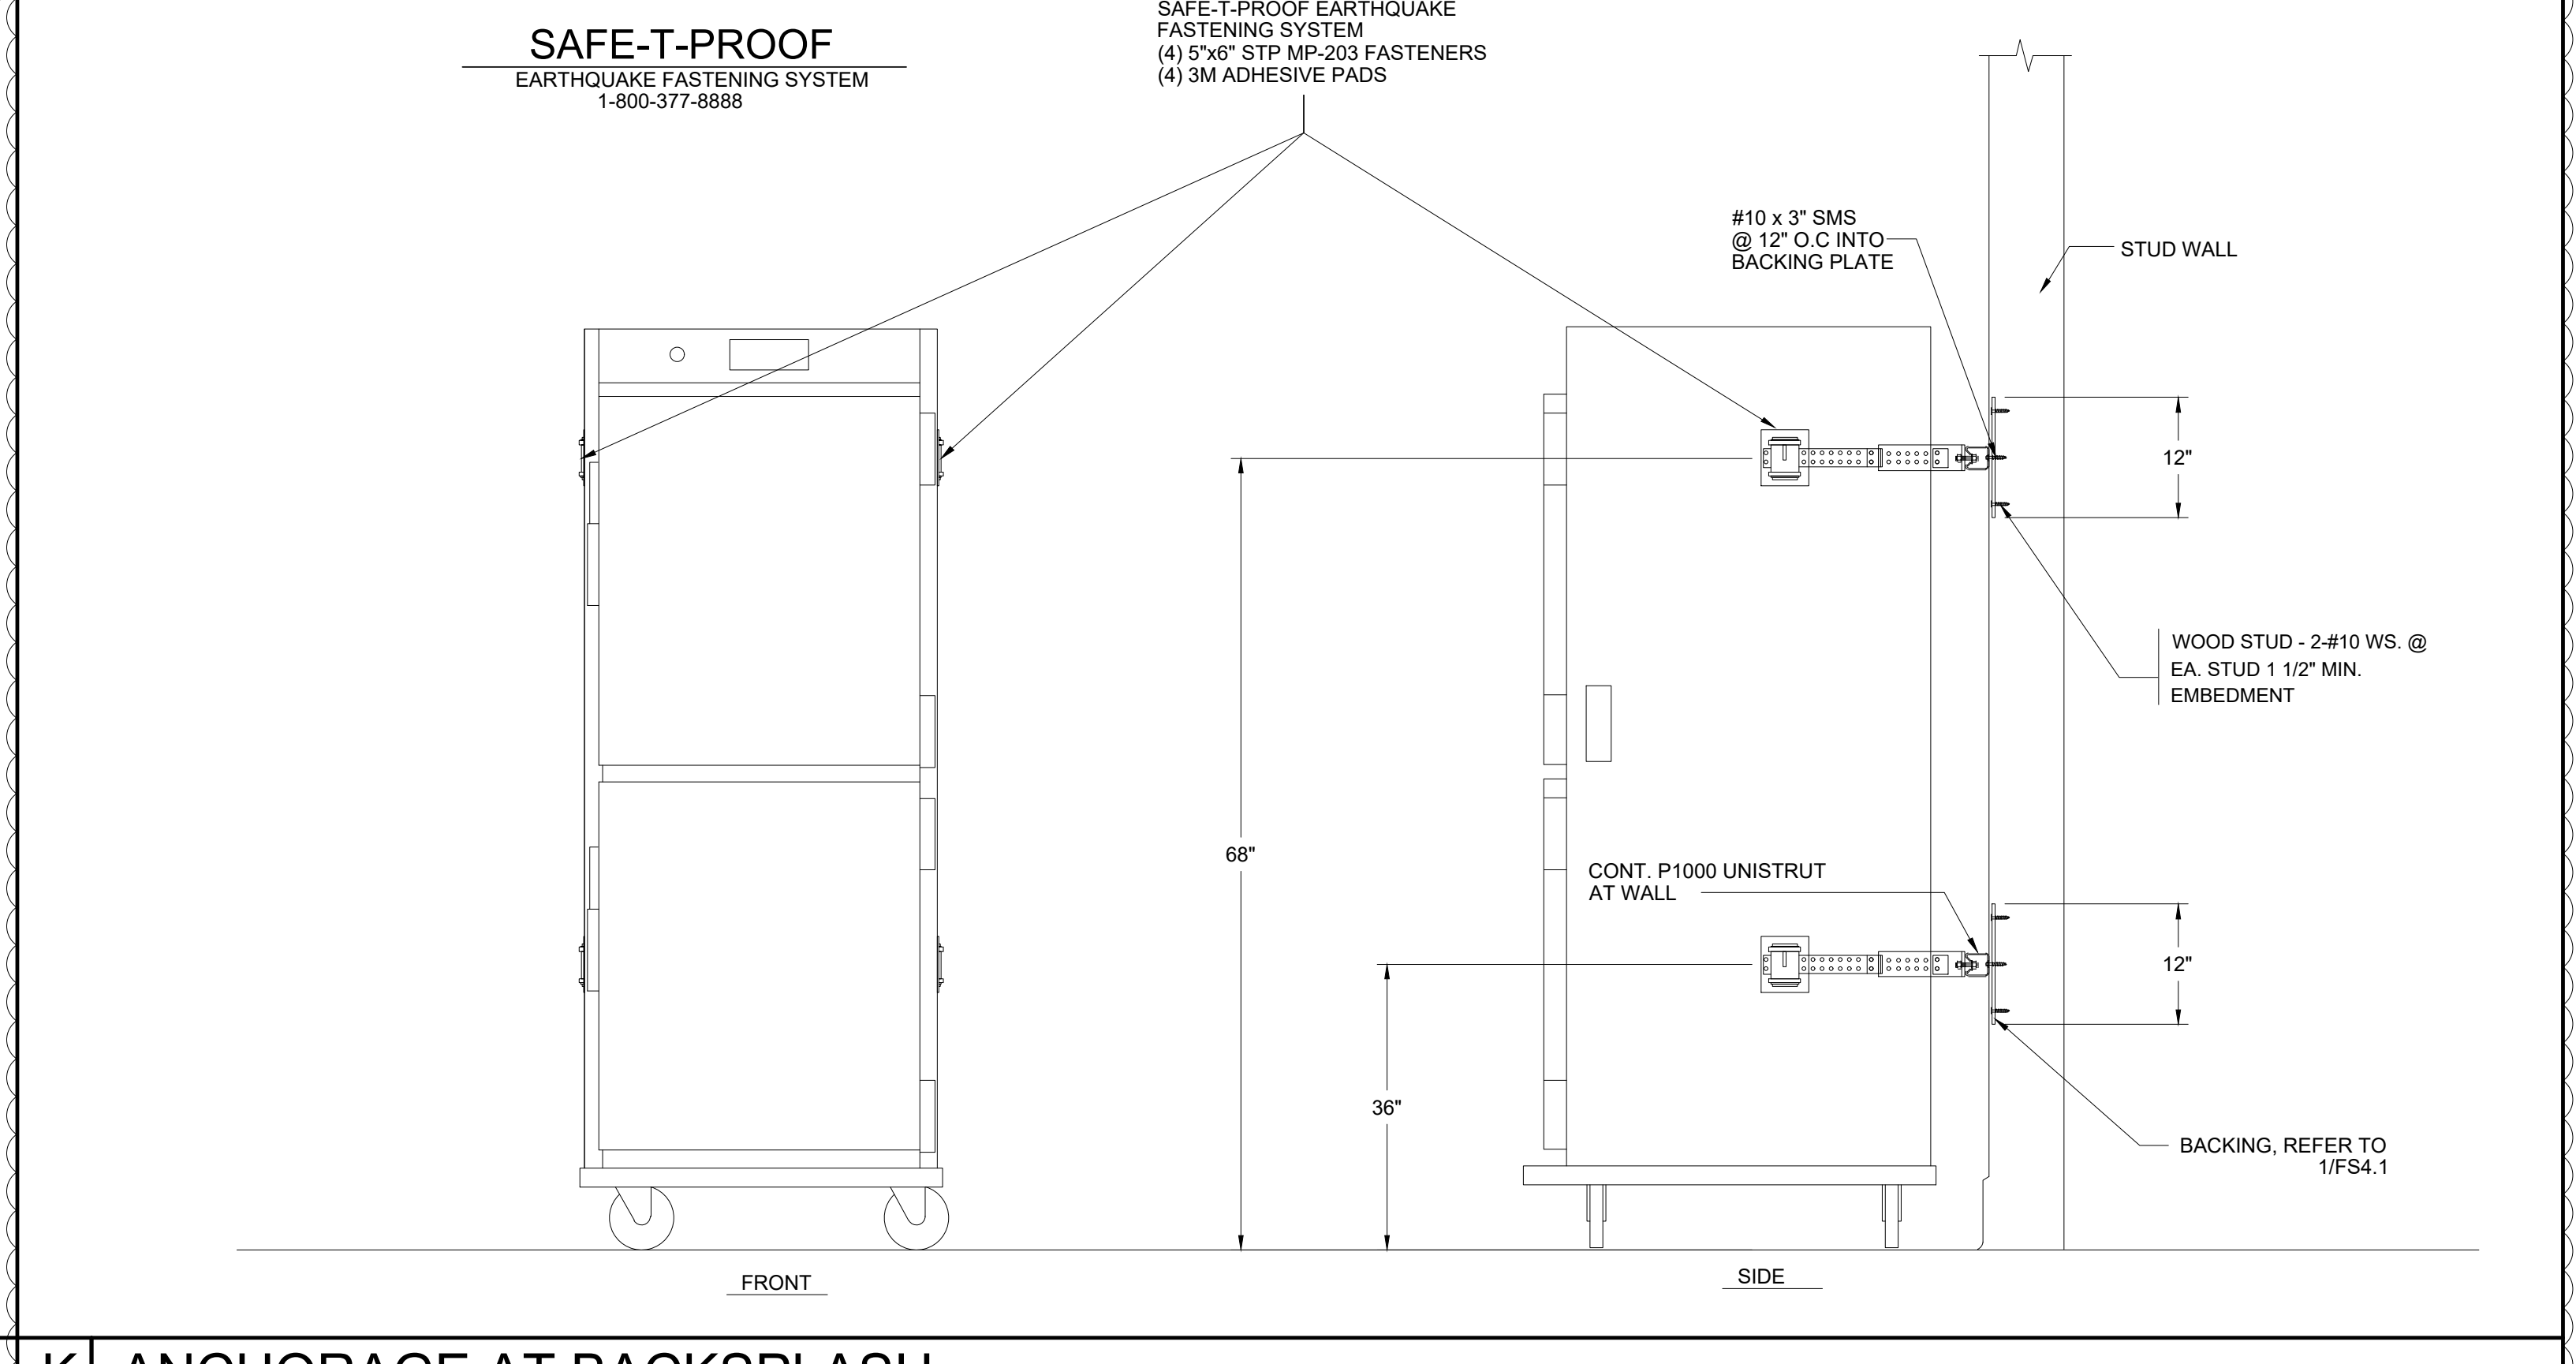 SAFE-T-PROOF
EARTHQUAKE FASTENING SYSTEM
1-800-377-8888
SAFE-T-PROOF EARTHQUAKE
FASTENING SYSTEM
(4) 5"x6" STP MP-203 FASTENERS
(4) 3M ADHESIVE PADS
#10 x 3" SMS
@ 12" O.C INTO
BACKING PLATE
STUD WALL
12"
WOOD STUD - 2-#10 WS. @
EA. STUD 1 1/2" MIN.
EMBEDMENT
68"
CONT. P1000 UNISTRUT
AT WALL
12"
36"
BACKING, REFER TO
1/FS4.1
FRONT
SIDE
K ANCHORAGE AT BACKSPLASH